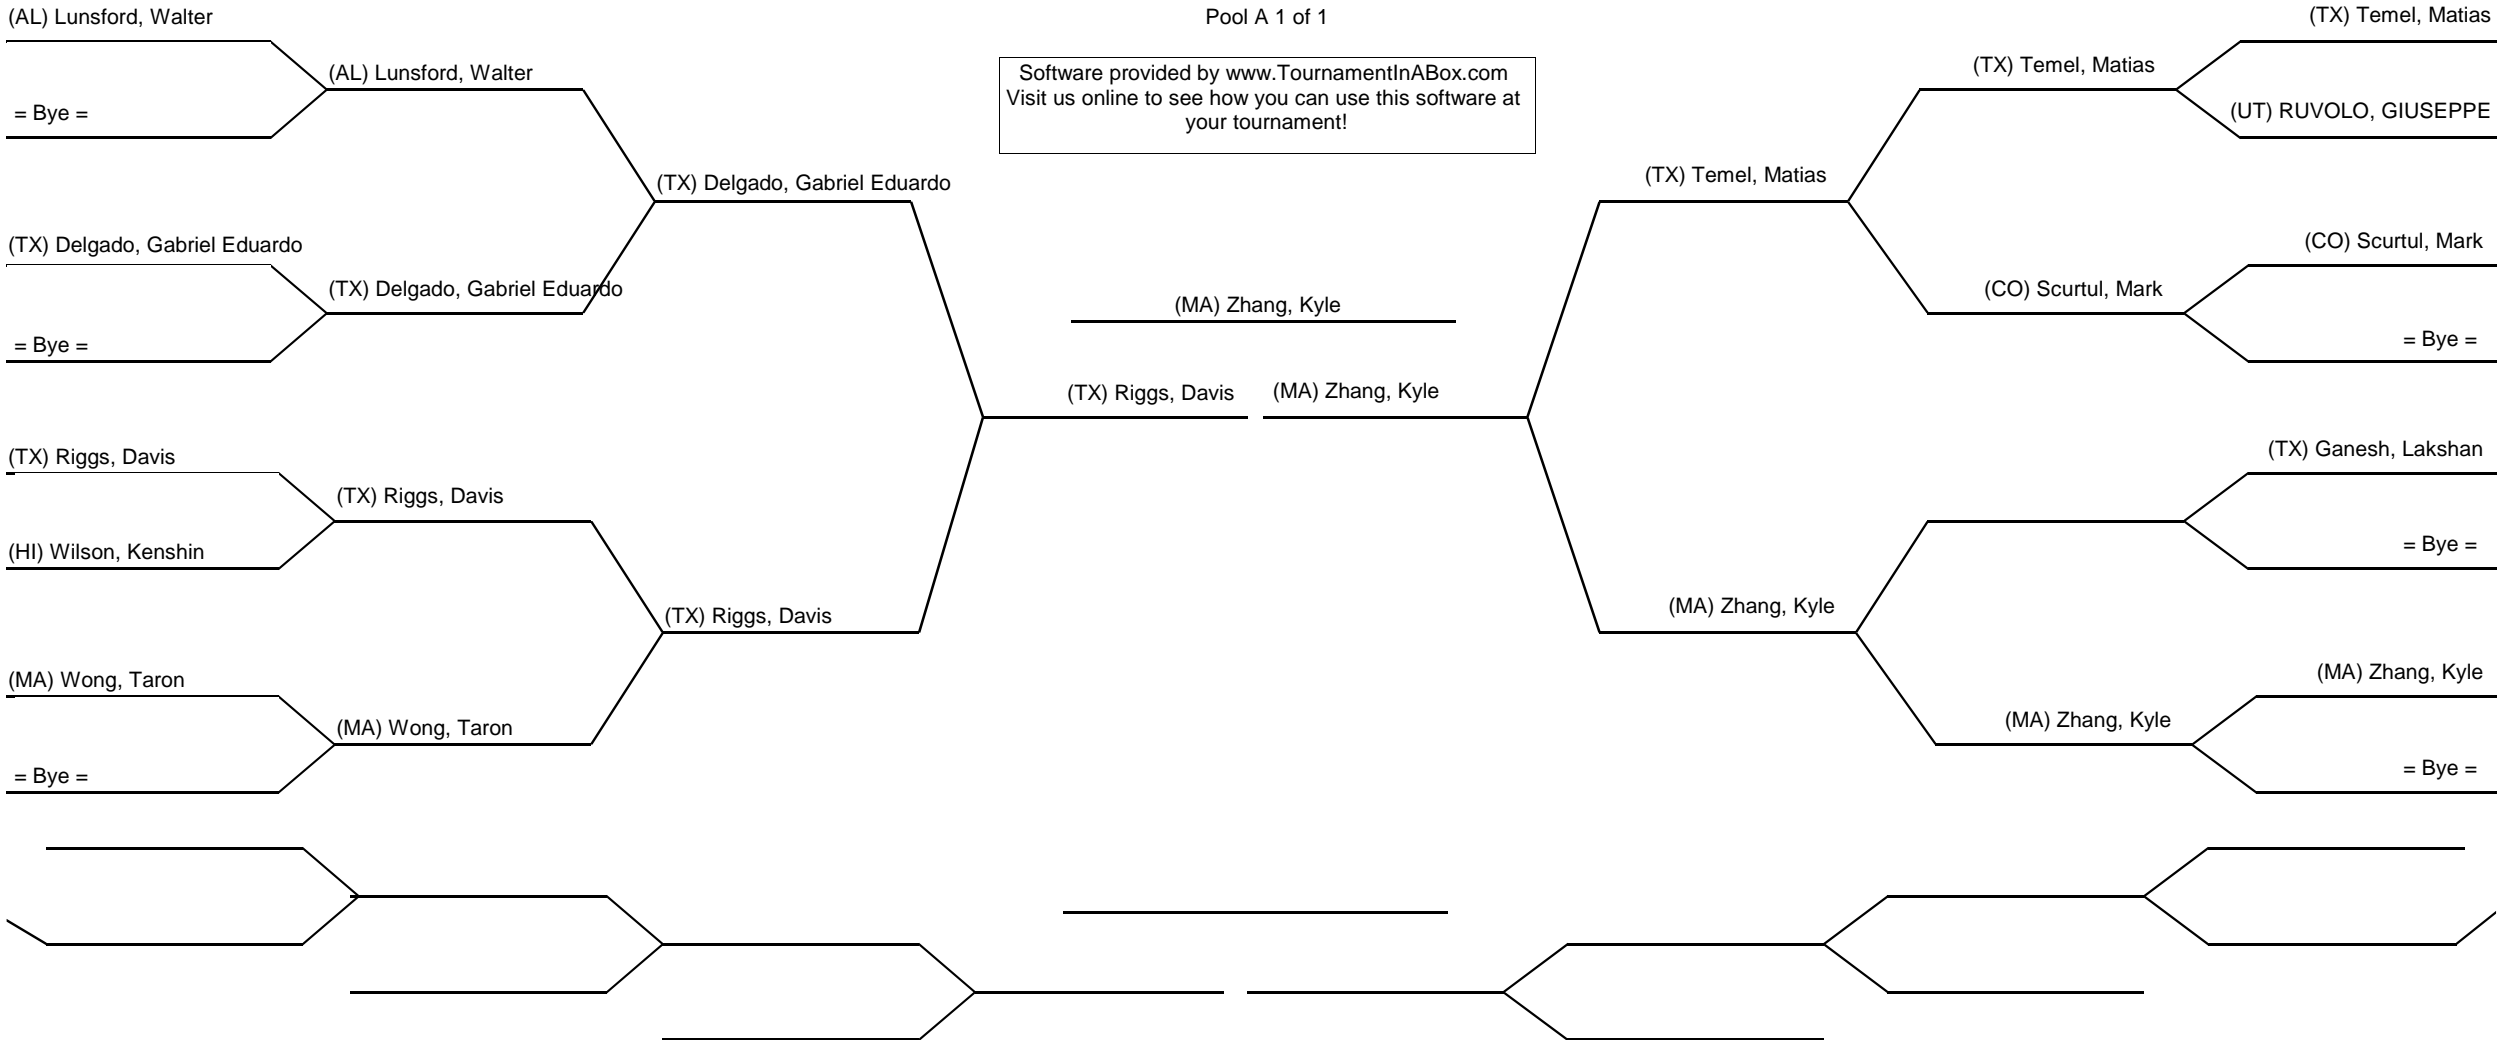 (AL) Lunsford, Walter
Pool A 1 of 1
(TX) Temel, Matias
(AL) Lunsford, Walter
Software provided by www.TournamentInABox.com
Visit us online to see how you can use this software at
your tournament!
(TX) Temel, Matias
= Bye =
(UT) RUVOLO, GIUSEPPE
(TX) Delgado, Gabriel Eduardo
(TX) Temel, Matias
(TX) Delgado, Gabriel Eduardo
(CO) Scurtul, Mark
(TX) Delgado, Gabriel Eduardo
(MA) Zhang, Kyle
(CO) Scurtul, Mark
= Bye =
= Bye =
(TX) Riggs, Davis
(MA) Zhang, Kyle
(TX) Riggs, Davis
(TX) Ganesh, Lakshan
(TX) Riggs, Davis
(HI) Wilson, Kenshin
= Bye =
(TX) Riggs, Davis
(MA) Zhang, Kyle
(MA) Wong, Taron
(MA) Zhang, Kyle
(MA) Wong, Taron
(MA) Zhang, Kyle
= Bye =
= Bye =